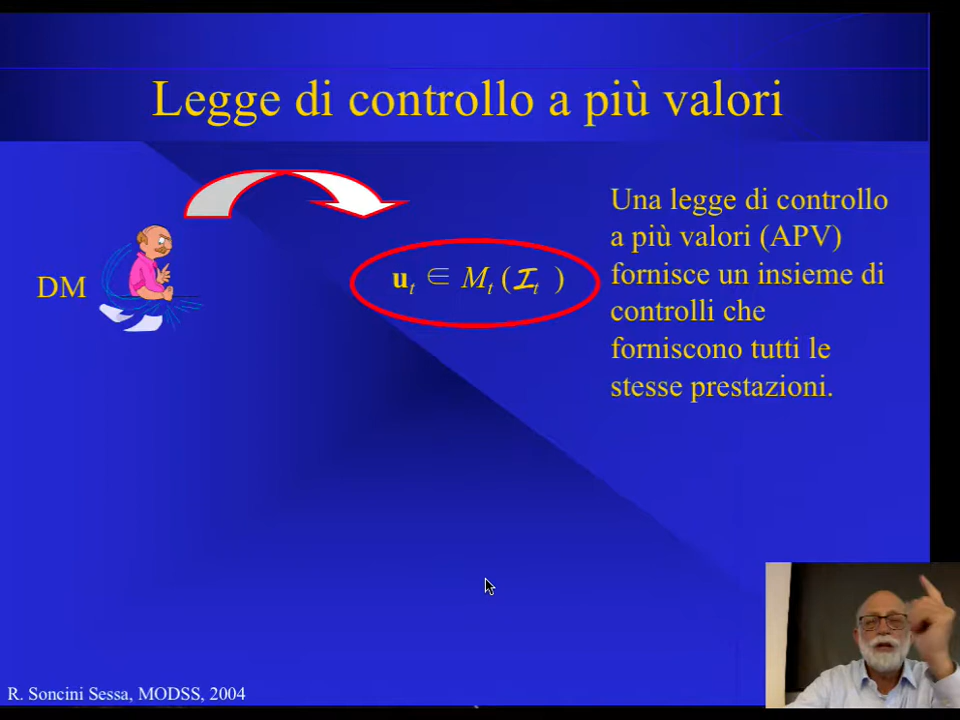 Legge di controllo a più valori
DM
u_t ∈ M_t (ℐ_t )
Una legge di controllo
a più valori (APV)
fornisce un insieme di
controlli che
forniscono tutti le
stesse prestazioni.
R. Soncini Sessa, MODSS, 2004